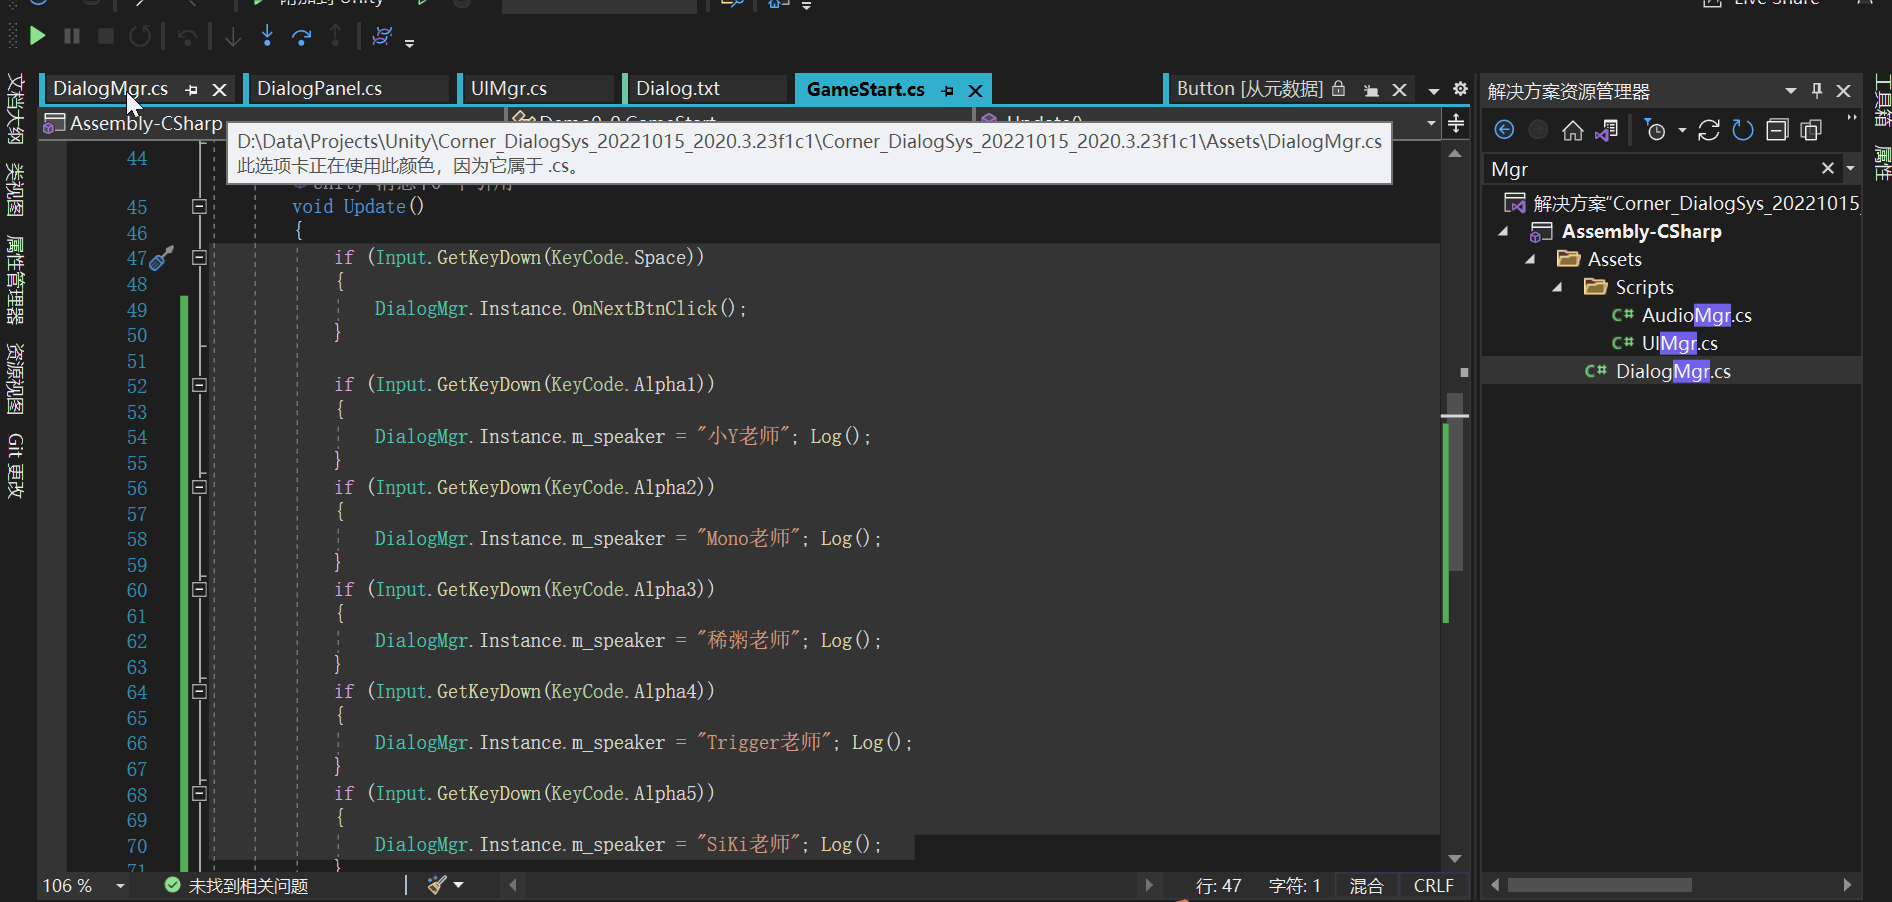 附加到 Unity
Live Share
DialogMgr.cs
DialogPanel.cs
UIMgr.cs
Dialog.txt
GameStart.cs
Button [从元数据]
解决方案资源管理器
Assembly-CSharp
D:\Data\Projects\Unity\Corner_DialogSys_20221015_2020.3.23f1c1\Corner_DialogSys_20221015_2020.3.23f1c1\Assets\DialogMgr.cs
此选项卡正在使用此颜色，因为它属于 .cs。
44
45 void Update()
46 {
47 if (Input.GetKeyDown(KeyCode.Space))
48 {
49 DialogMgr.Instance.OnNextBtnClick();
50 }
51
52 if (Input.GetKeyDown(KeyCode.Alpha1))
53 {
54 DialogMgr.Instance.m_speaker = "小Y老师"; Log();
55 }
56 if (Input.GetKeyDown(KeyCode.Alpha2))
57 {
58 DialogMgr.Instance.m_speaker = "Mono老师"; Log();
59 }
60 if (Input.GetKeyDown(KeyCode.Alpha3))
61 {
62 DialogMgr.Instance.m_speaker = "稀粥老师"; Log();
63 }
64 if (Input.GetKeyDown(KeyCode.Alpha4))
65 {
66 DialogMgr.Instance.m_speaker = "Trigger老师"; Log();
67 }
68 if (Input.GetKeyDown(KeyCode.Alpha5))
69 {
70 DialogMgr.Instance.m_speaker = "SiKi老师"; Log();
71 }
106 %
未找到相关问题
行: 47
字符: 1
混合
CRLF
Mgr
解决方案"Corner_DialogSys_20221015_
Assembly-CSharp
Assets
Scripts
C# AudioMgr.cs
C# UIMgr.cs
C# DialogMgr.cs
文档大纲
类视图
属性管理器
资源视图
Git 更改
工具箱
属性